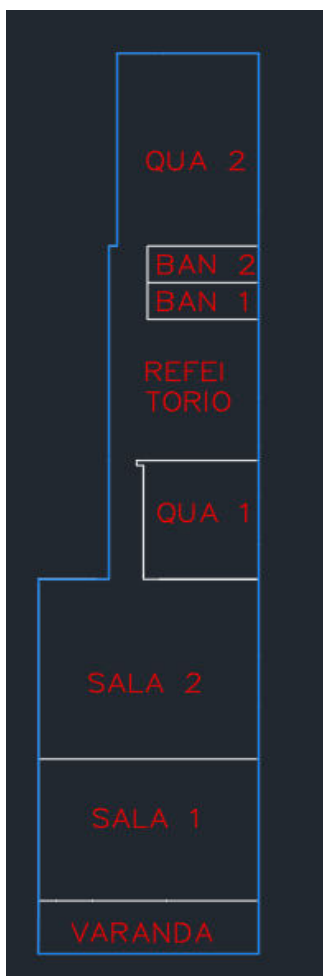 QUA 2
BAN 2
BAN 1
REFEI
TORIO
QUA 1
SALA 2
SALA 1
VARANDA